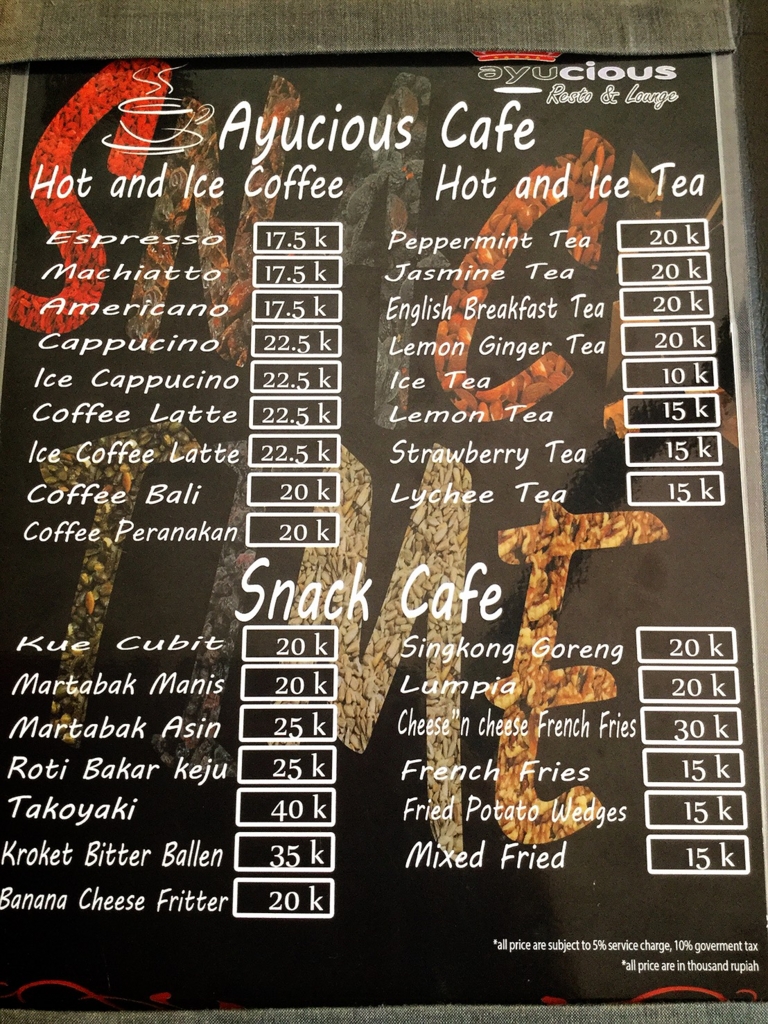 ayucious
Resto & Lounge
Ayucious Cafe
Hot and Ice Coffee
Espresso 17.5 k
Machiatto 17.5 k
Americano 17.5 k
Cappucino 22.5 k
Ice Cappucino 22.5 k
Coffee Latte 22.5 k
Ice Coffee Latte 22.5 k
Coffee Bali 20 k
Coffee Peranakan 20 k
Hot and Ice Tea
Peppermint Tea 20 k
Jasmine Tea 20 k
English Breakfast Tea 20 k
Lemon Ginger Tea 20 k
Ice Tea 10 k
Lemon Tea 15 k
Strawberry Tea 15 k
Lychee Tea 15 k
Snack Cafe
Kue Cubit 20 k
Martabak Manis 20 k
Martabak Asin 25 k
Roti Bakar keju 25 k
Takoyaki 40 k
Kroket Bitter Ballen 35 k
Banana Cheese Fritter 20 k
Singkong Goreng 20 k
Lumpia 20 k
Cheese"n cheese French Fries 30 k
French Fries 15 k
Fried Potato Wedges 15 k
Mixed Fried 15 k
*all price are subject to 5% service charge, 10% goverment tax
*all price are in thousand rupiah